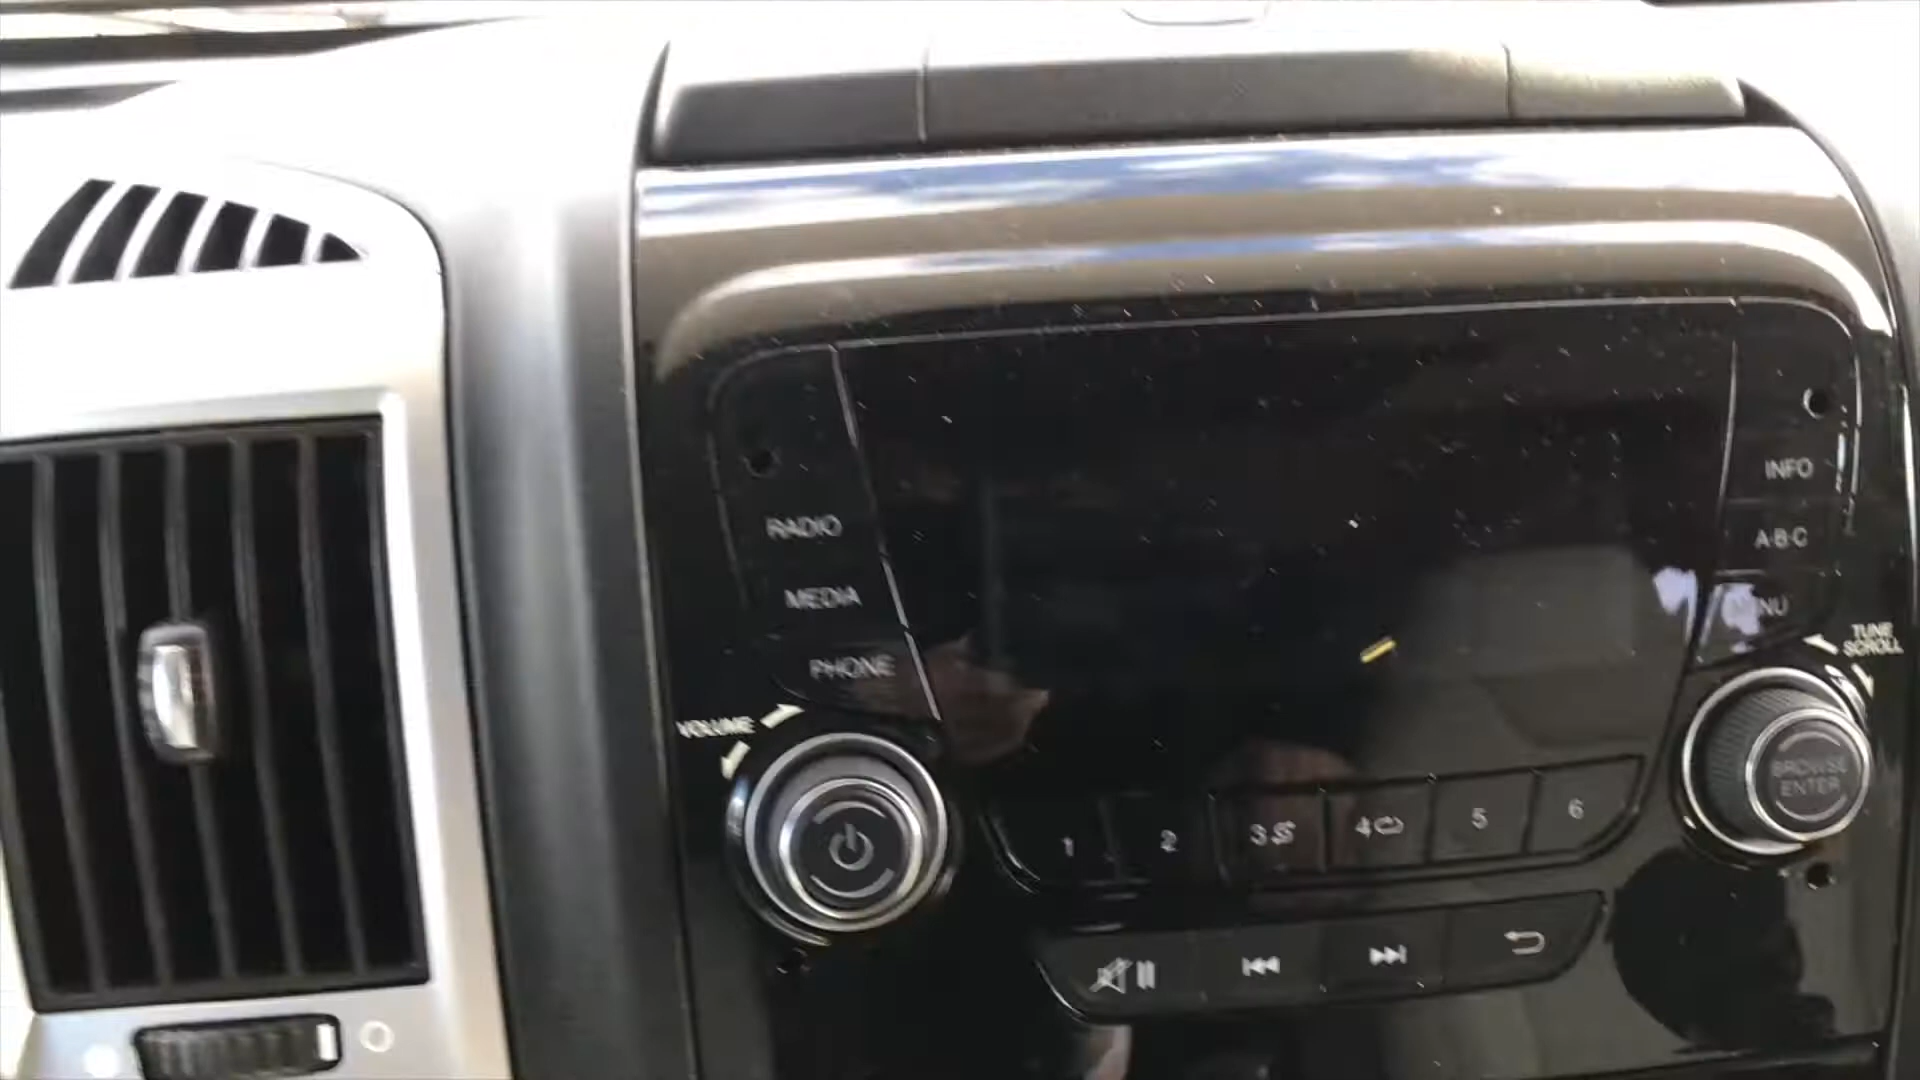 INFO
RADIO
A·B·C
MEDIA
TUNE
SCROLL
PHONE
VOLUME
BROWSE
ENTER
1 2 3 4 5 6